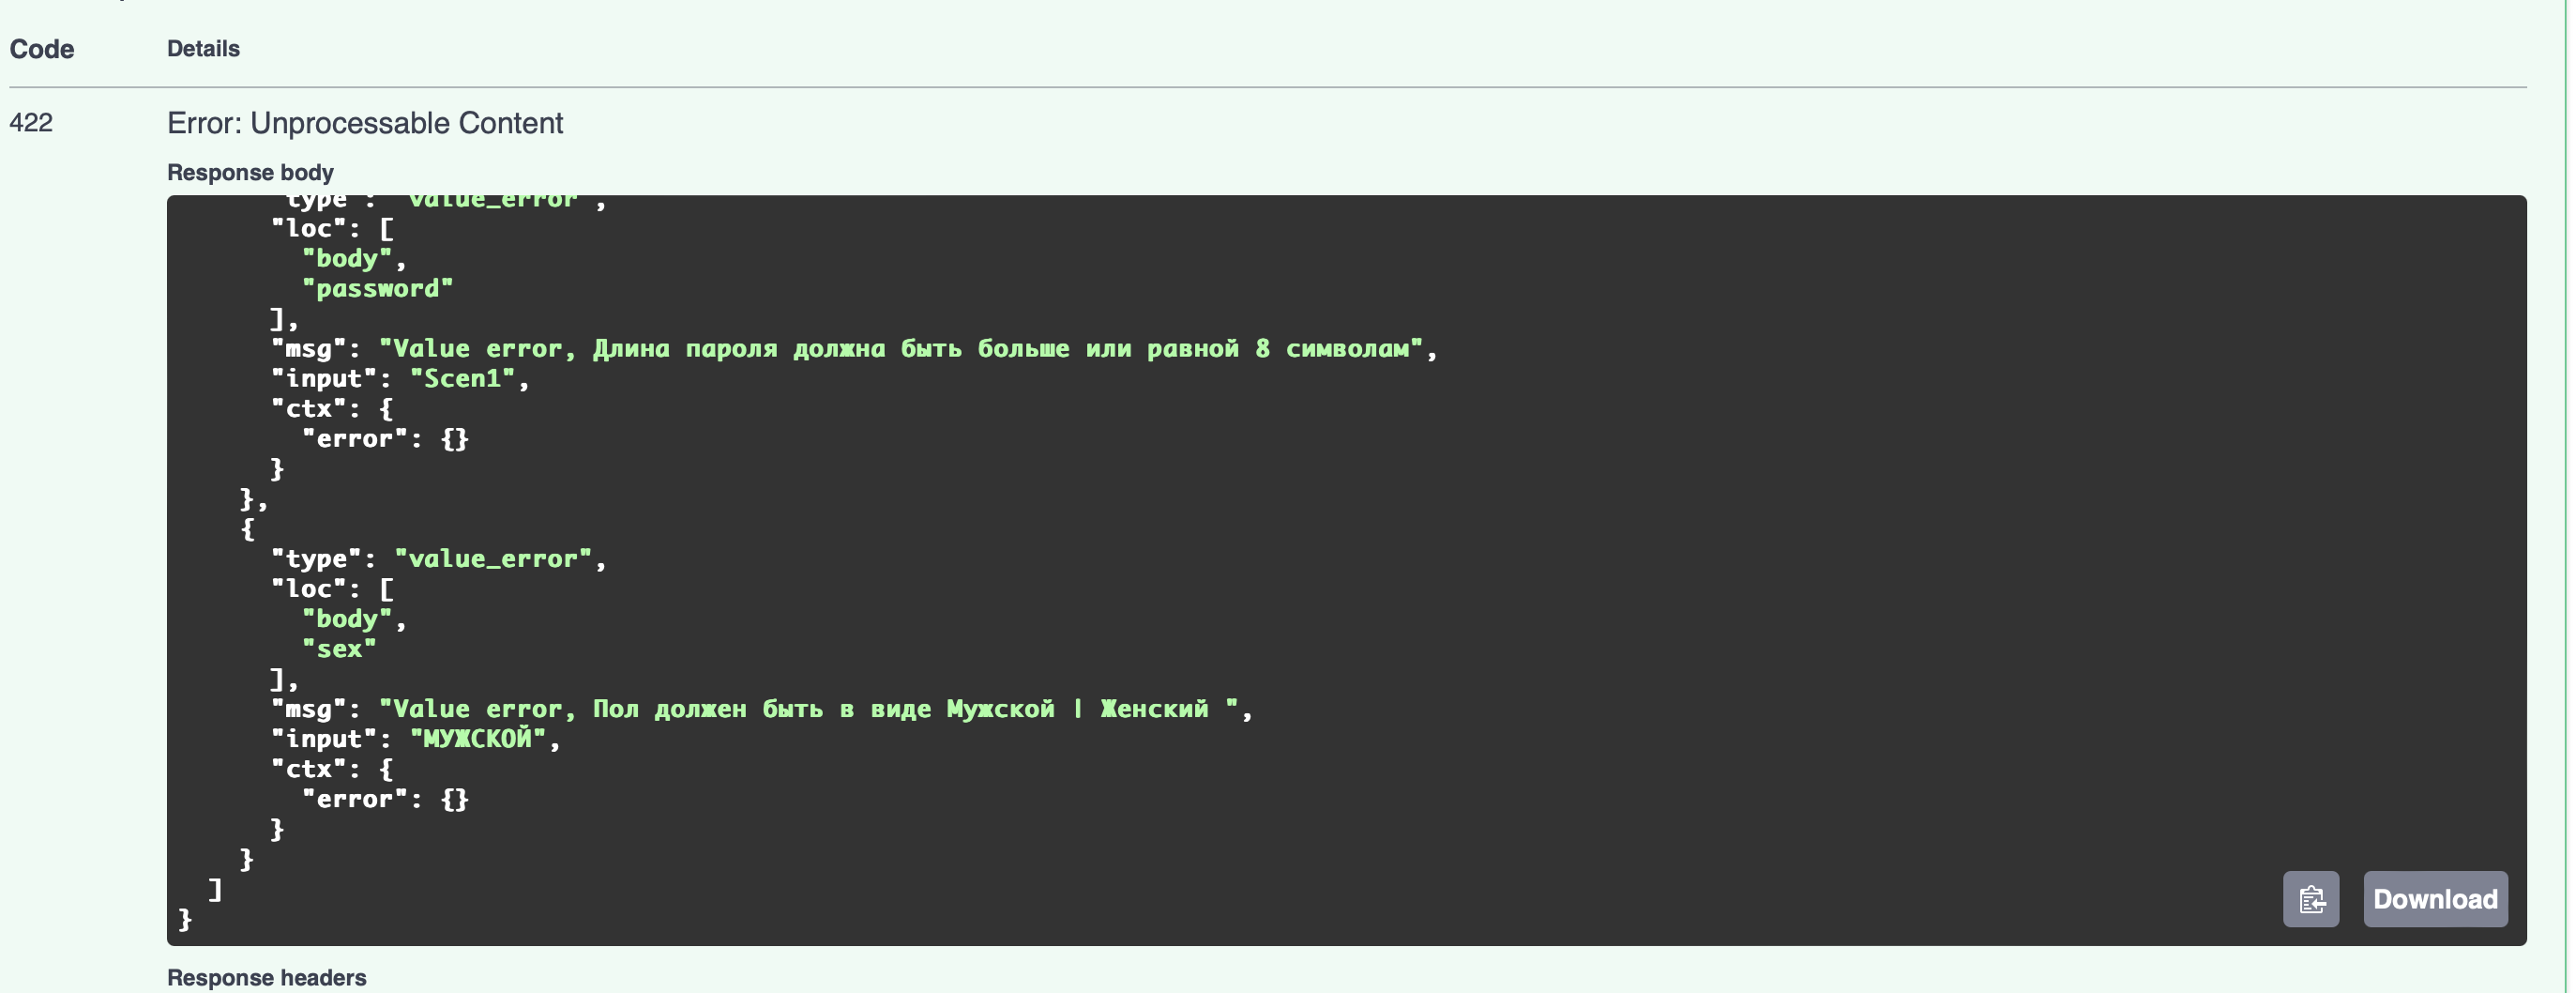 Code Details
422 Error: Unprocessable Content
Response body
"type": "value_error",
"loc": [
"body",
"password"
],
"msg": "Value error, Длина пароля должна быть больше или равной 8 символам",
"input": "Scen1",
"ctx": {
"error": {}
}
},
{
"type": "value_error",
"loc": [
"body",
"sex"
],
"msg": "Value error, Пол должен быть в виде Мужской | Женский ",
"input": "МУЖСКОЙ",
"ctx": {
"error": {}
}
}
]
}
Download
Response headers